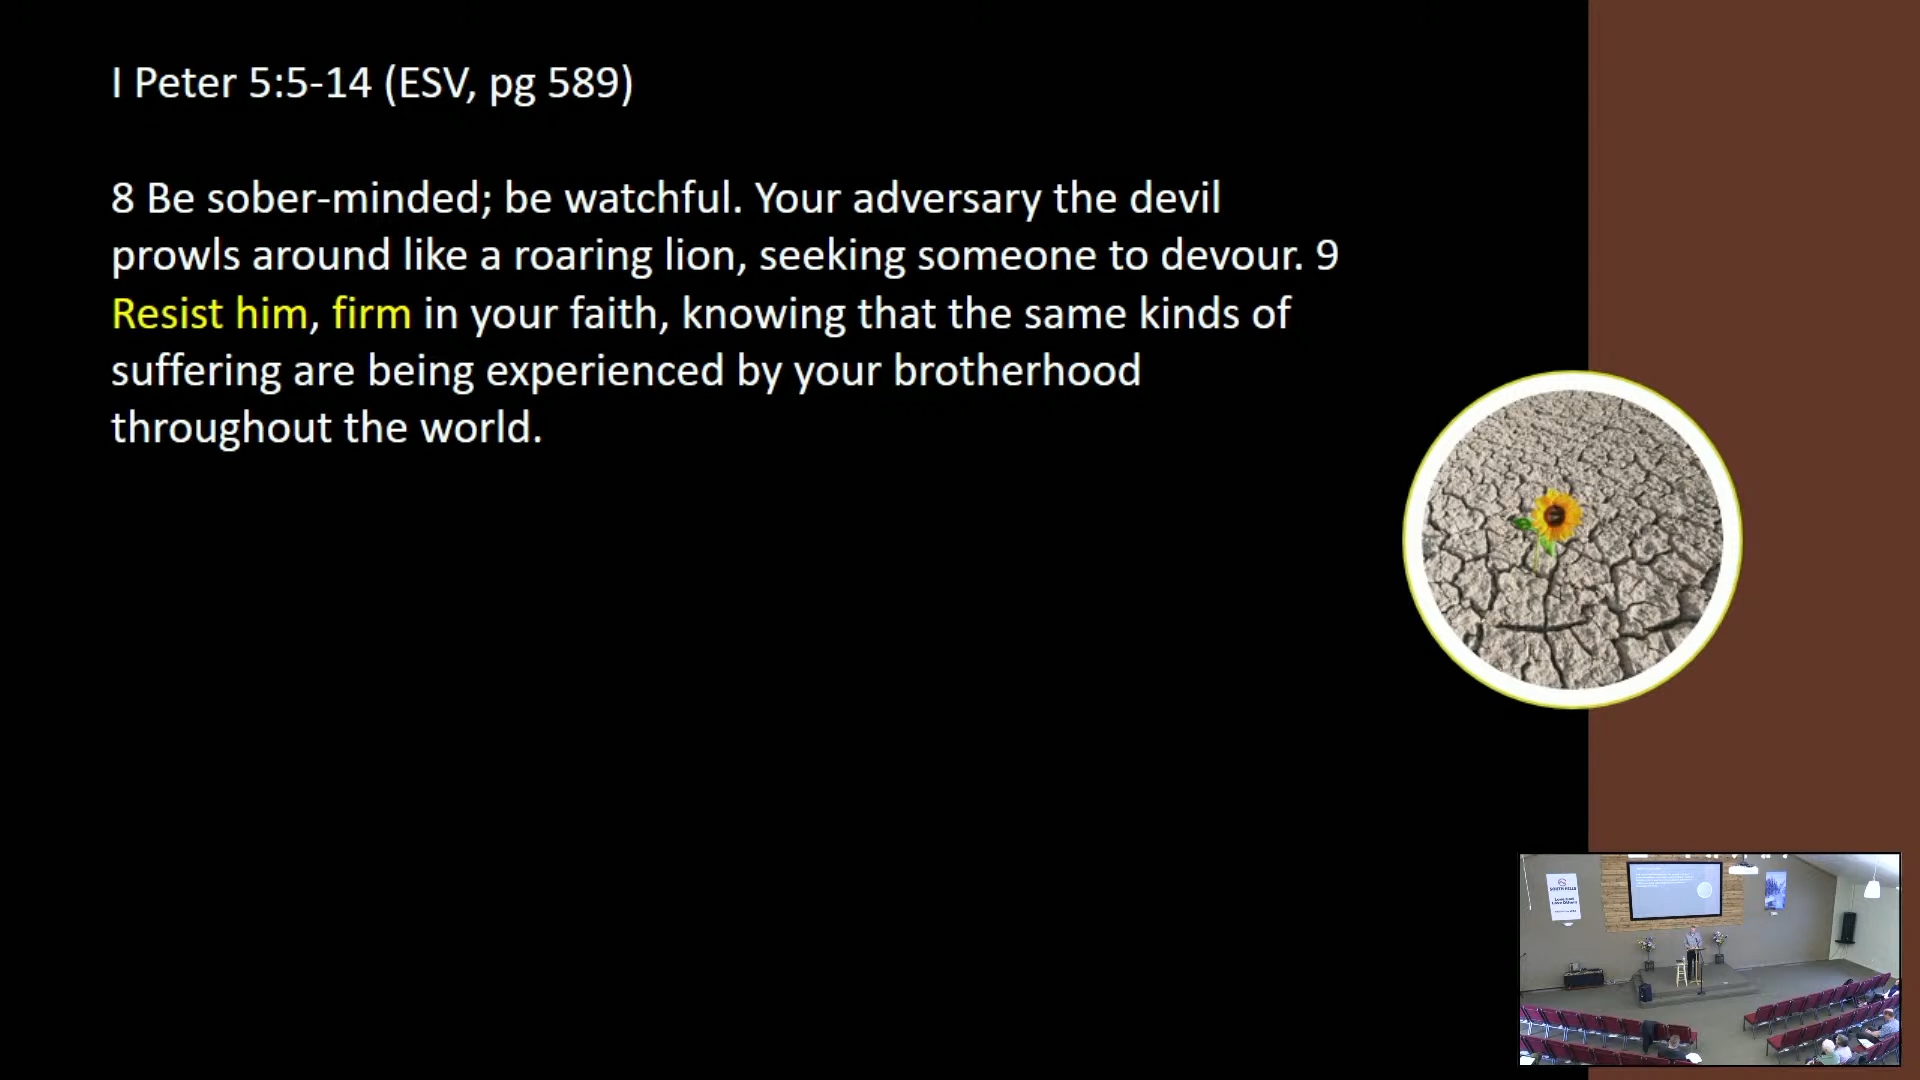 I Peter 5:5-14 (ESV, pg 589)
8 Be sober-minded; be watchful. Your adversary the devil
prowls around like a roaring lion, seeking someone to devour. 9
Resist him, firm in your faith, knowing that the same kinds of
suffering are being experienced by your brotherhood
throughout the world.
SOUTH HILLS